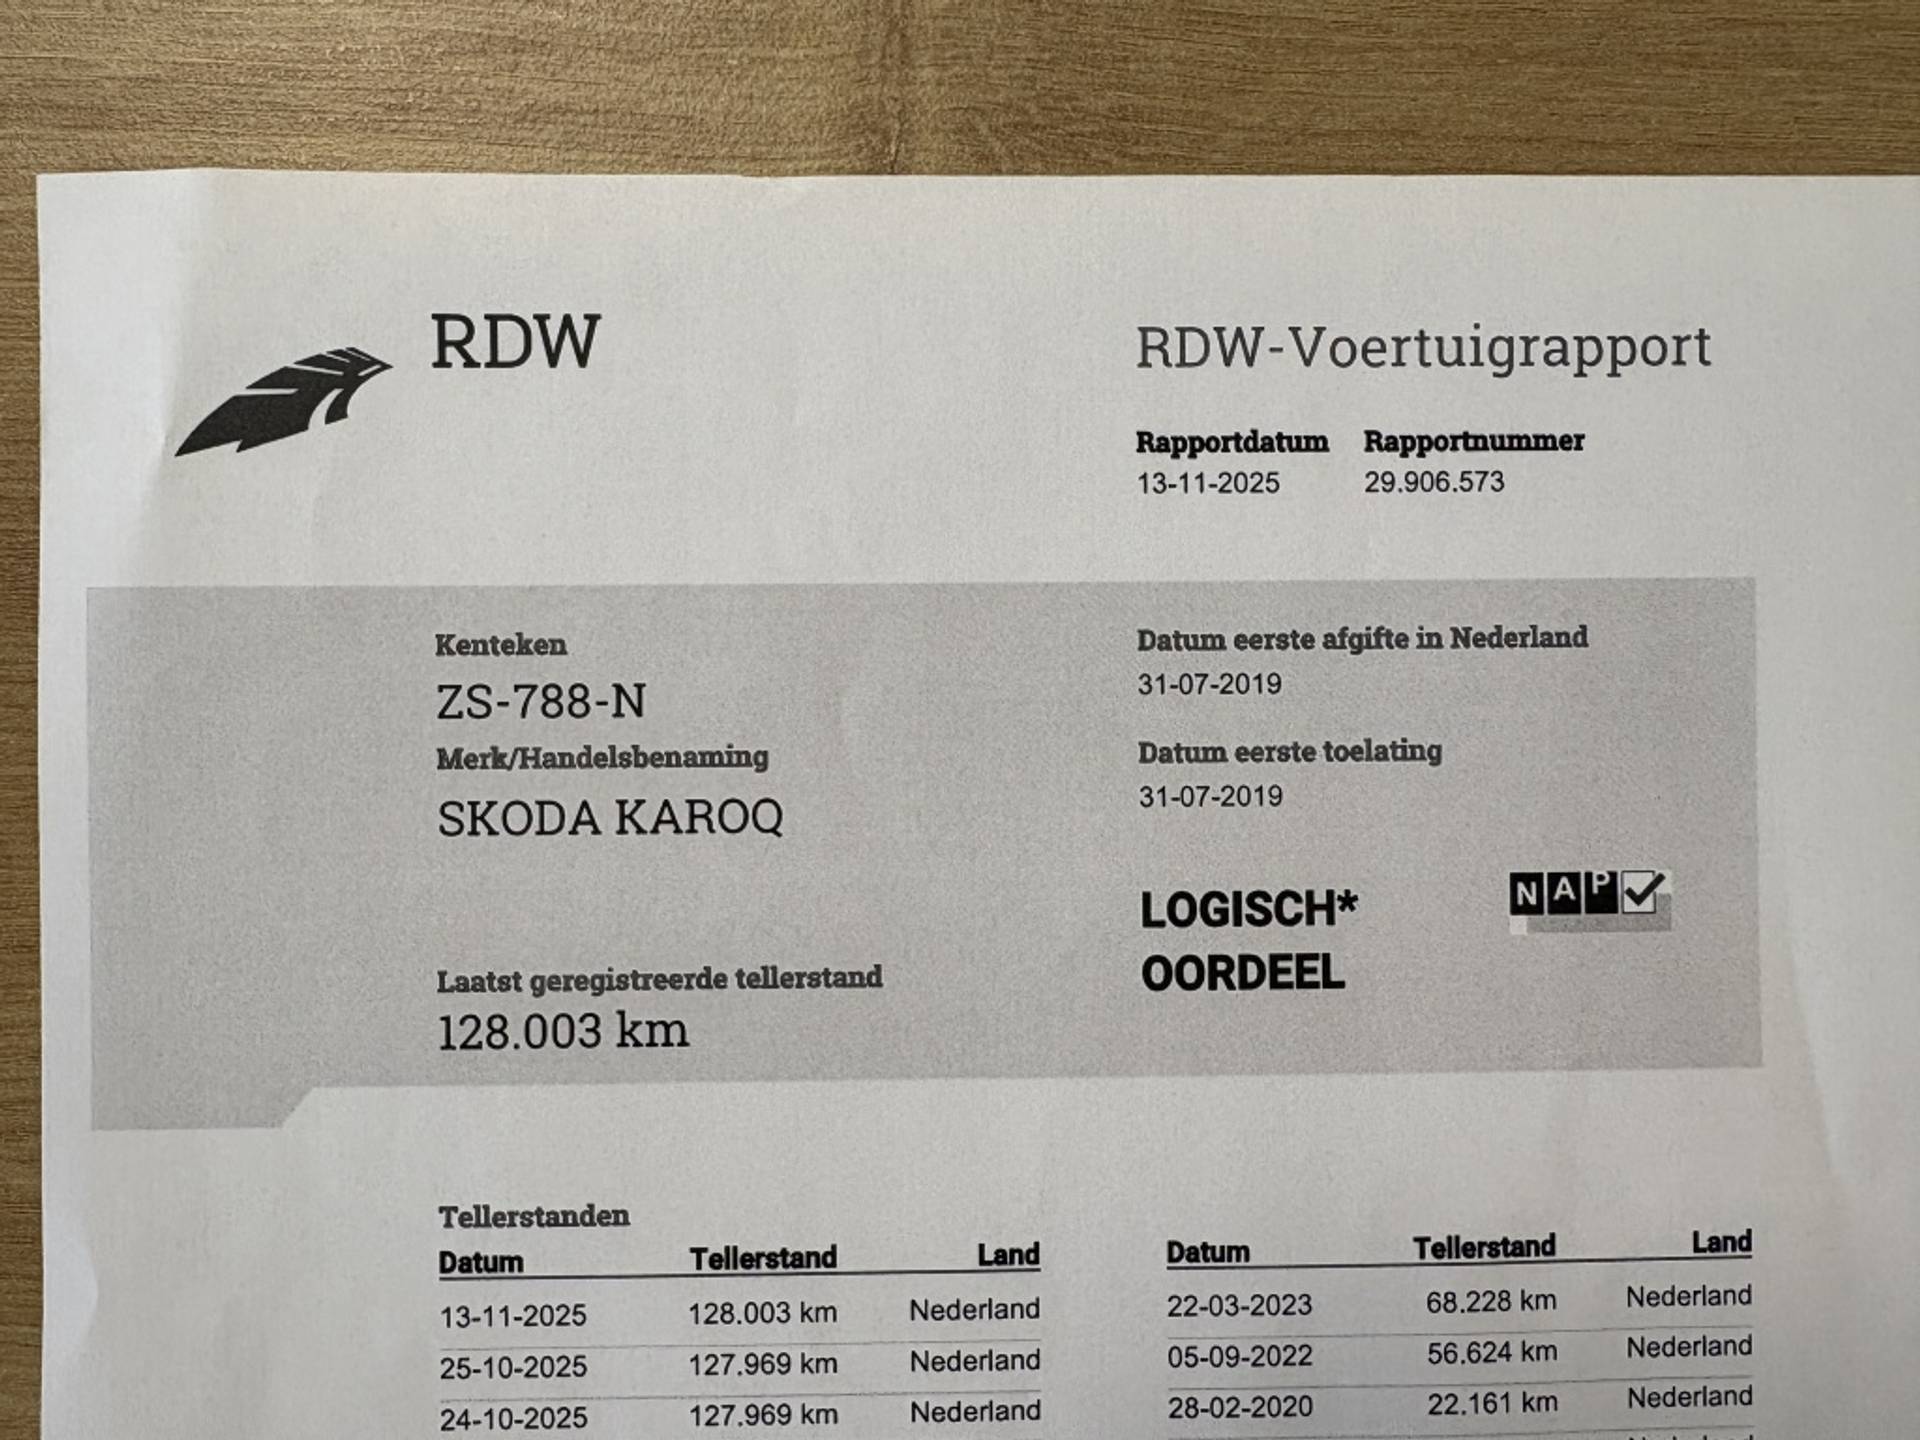 RDW
RDW-Voertuigrapport
Rapportdatum Rapportnummer
13-11-2025 29.906.573
Kenteken
ZS-788-N
Merk/Handelsbenaming
SKODA KAROQ
Laatst geregistreerde tellerstand
128.003 km
Datum eerste afgifte in Nederland
31-07-2019
Datum eerste toelating
31-07-2019
LOGISCH*
OORDEEL
NAP
Tellerstanden
Datum Tellerstand Land
13-11-2025 128.003 km Nederland
25-10-2025 127.969 km Nederland
24-10-2025 127.969 km Nederland
Datum Tellerstand Land
22-03-2023 68.228 km Nederland
05-09-2022 56.624 km Nederland
28-02-2020 22.161 km Nederland